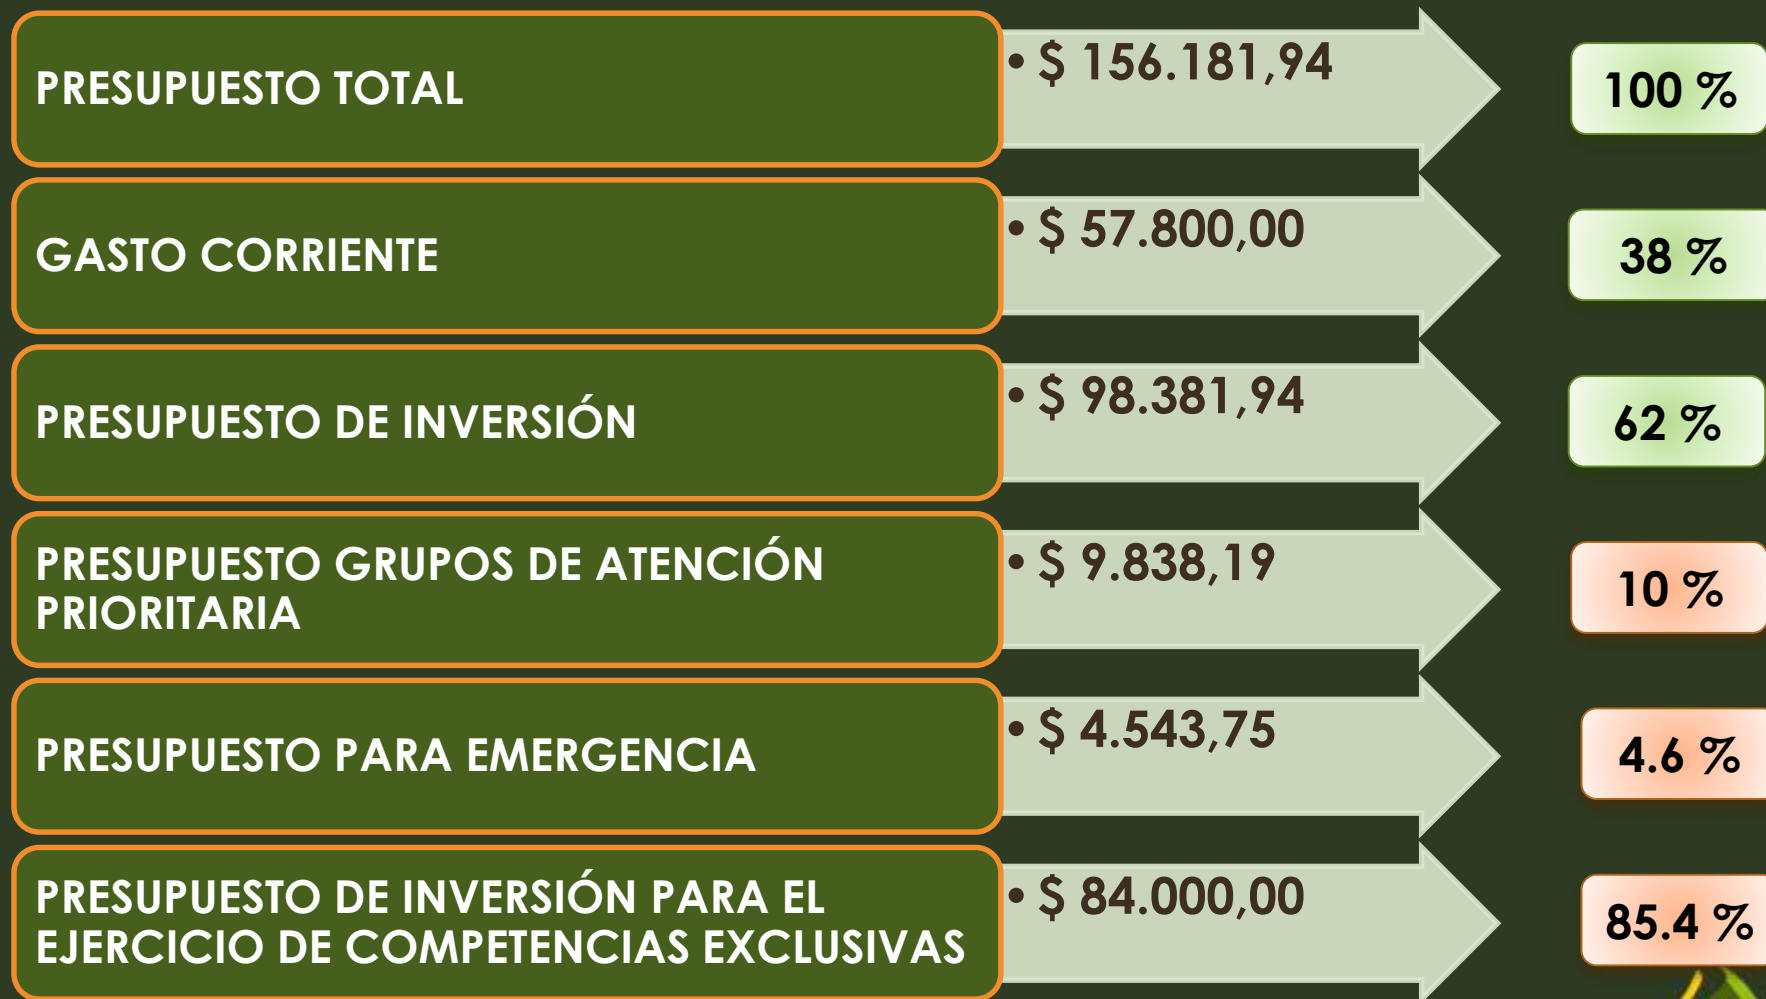 PRESUPUESTO TOTAL
• $ 156.181,94
100 %
GASTO CORRIENTE
• $ 57.800,00
38 %
PRESUPUESTO DE INVERSIÓN
• $ 98.381,94
62 %
PRESUPUESTO GRUPOS DE ATENCIÓN
PRIORITARIA
• $ 9.838,19
10 %
PRESUPUESTO PARA EMERGENCIA
• $ 4.543,75
4.6 %
PRESUPUESTO DE INVERSIÓN PARA EL
EJERCICIO DE COMPETENCIAS EXCLUSIVAS
• $ 84.000,00
85.4 %